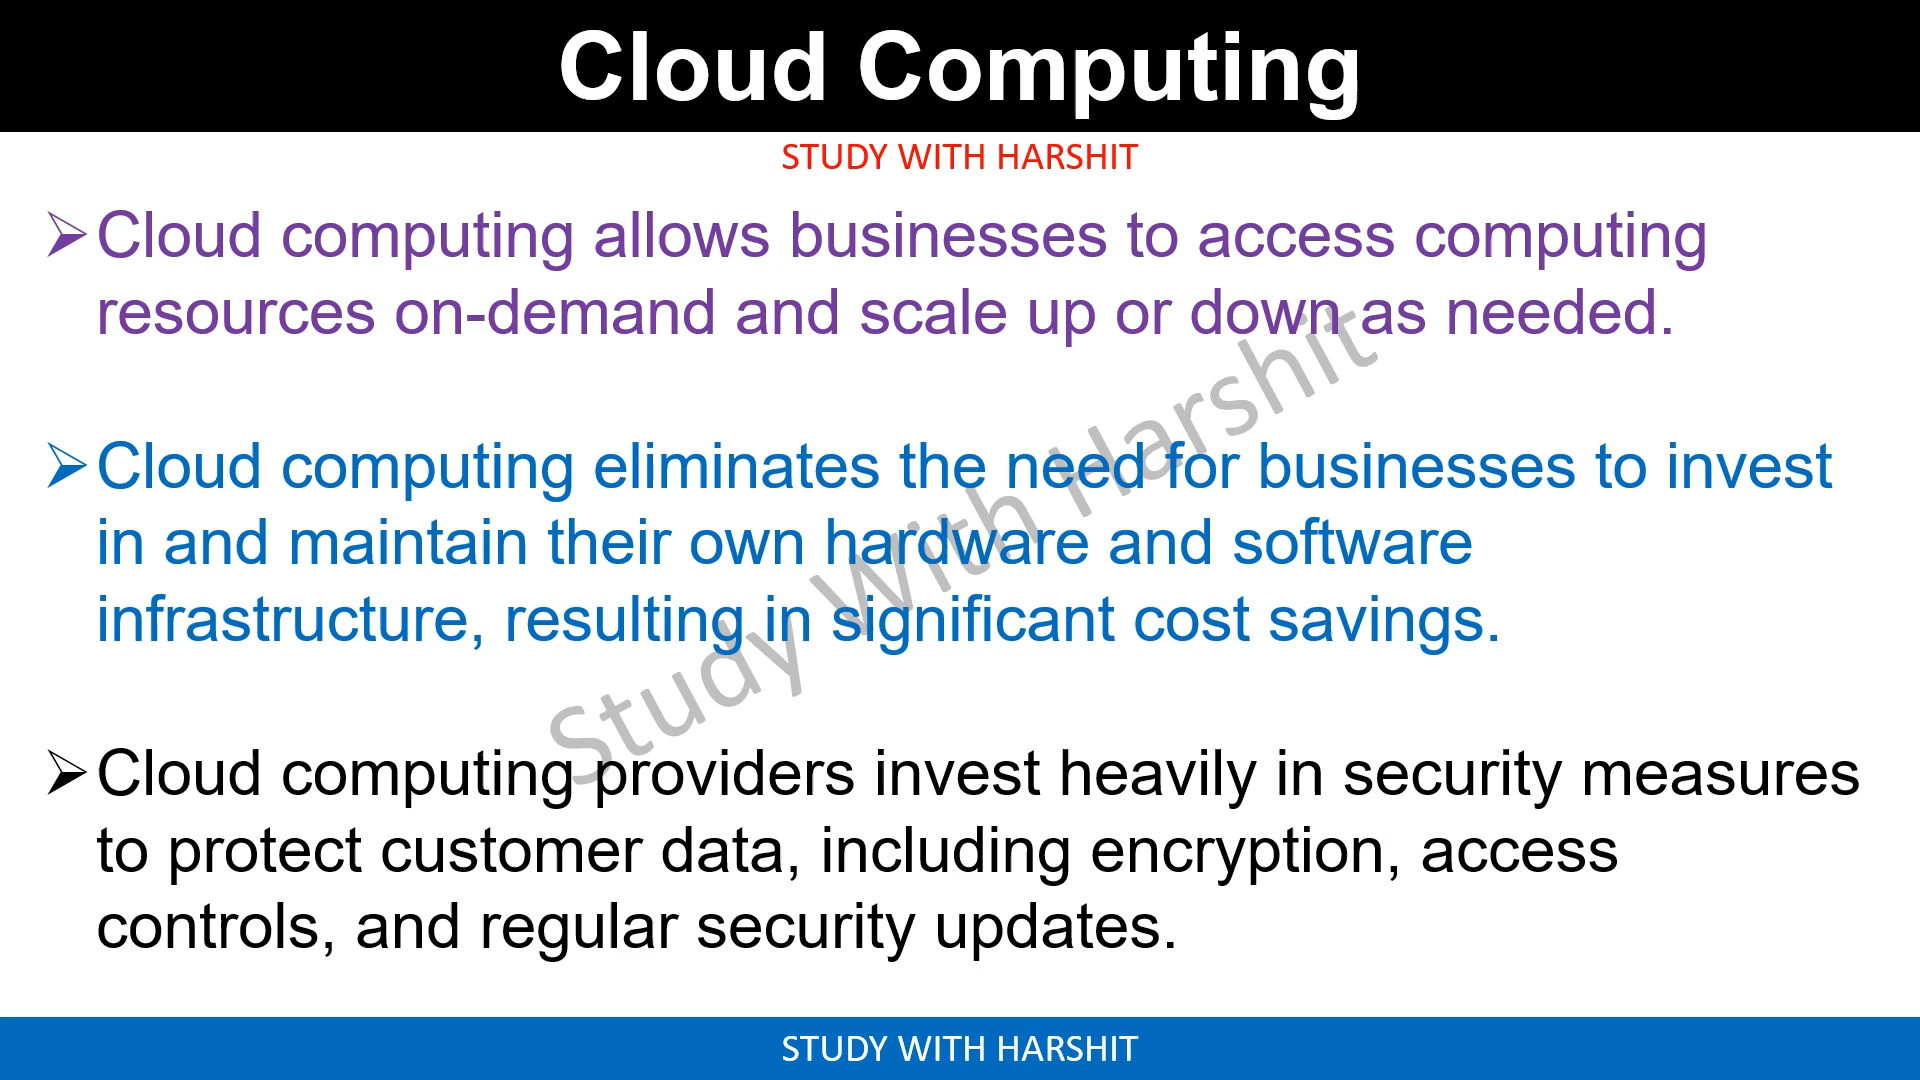 Cloud Computing
STUDY WITH HARSHIT
➢Cloud computing allows businesses to access computing
resources on-demand and scale up or down as needed.
➢Cloud computing eliminates the need for businesses to invest
in and maintain their own hardware and software
infrastructure, resulting in significant cost savings.
➢Cloud computing providers invest heavily in security measures
to protect customer data, including encryption, access
controls, and regular security updates.
Study With Harshit
STUDY WITH HARSHIT